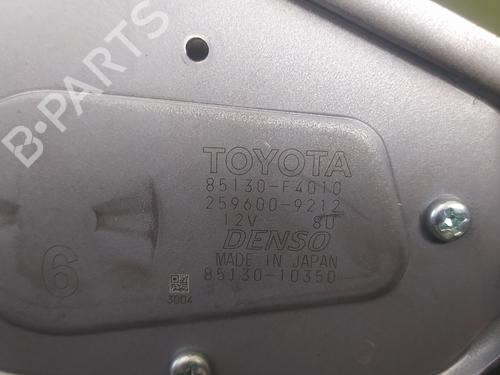 B-PARTS
TOYOTA
85130-F4010
259600-9212
12V 8U
DENSO
MADE IN JAPAN
85130-10350
6
3004